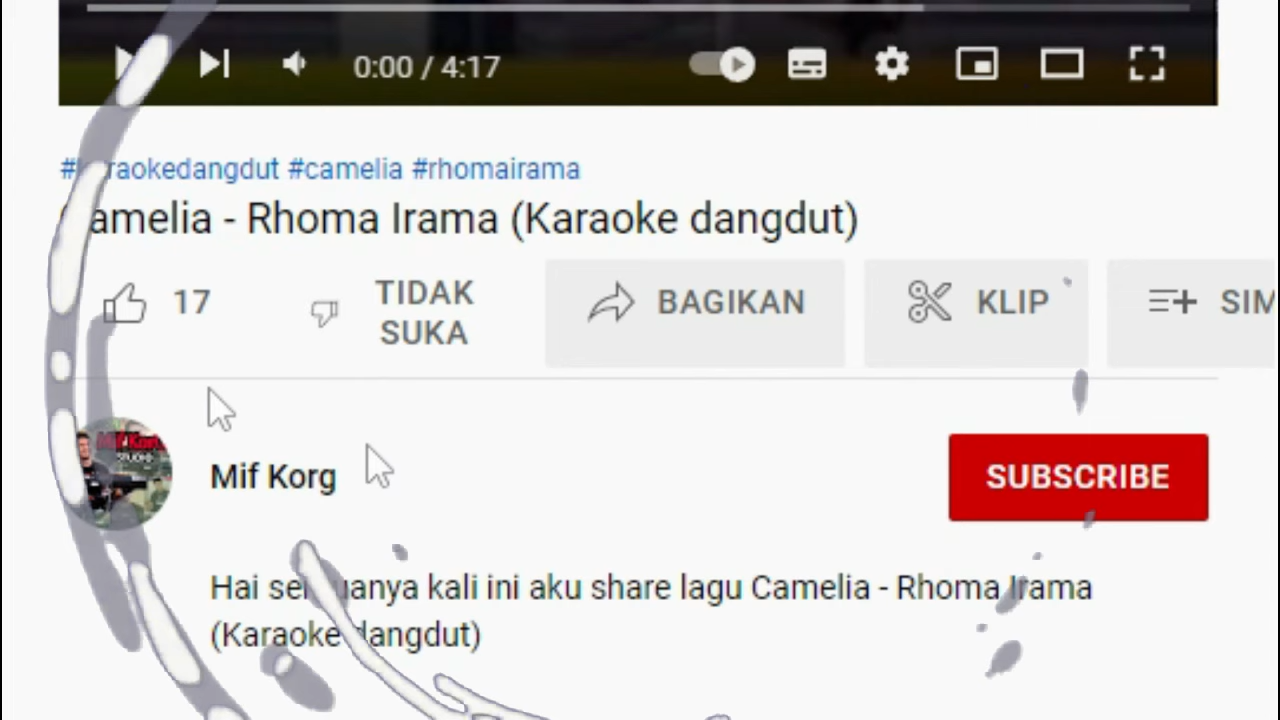 0:00 / 4:17
#karaokedangdut #camelia #rhomairama
Camelia - Rhoma Irama (Karaoke dangdut)
17
TIDAK
SUKA
BAGIKAN
KLIP
SIM
Mif Korg
SUBSCRIBE
Hai semuanya kali ini aku share lagu Camelia - Rhoma Irama
(Karaoke dangdut)